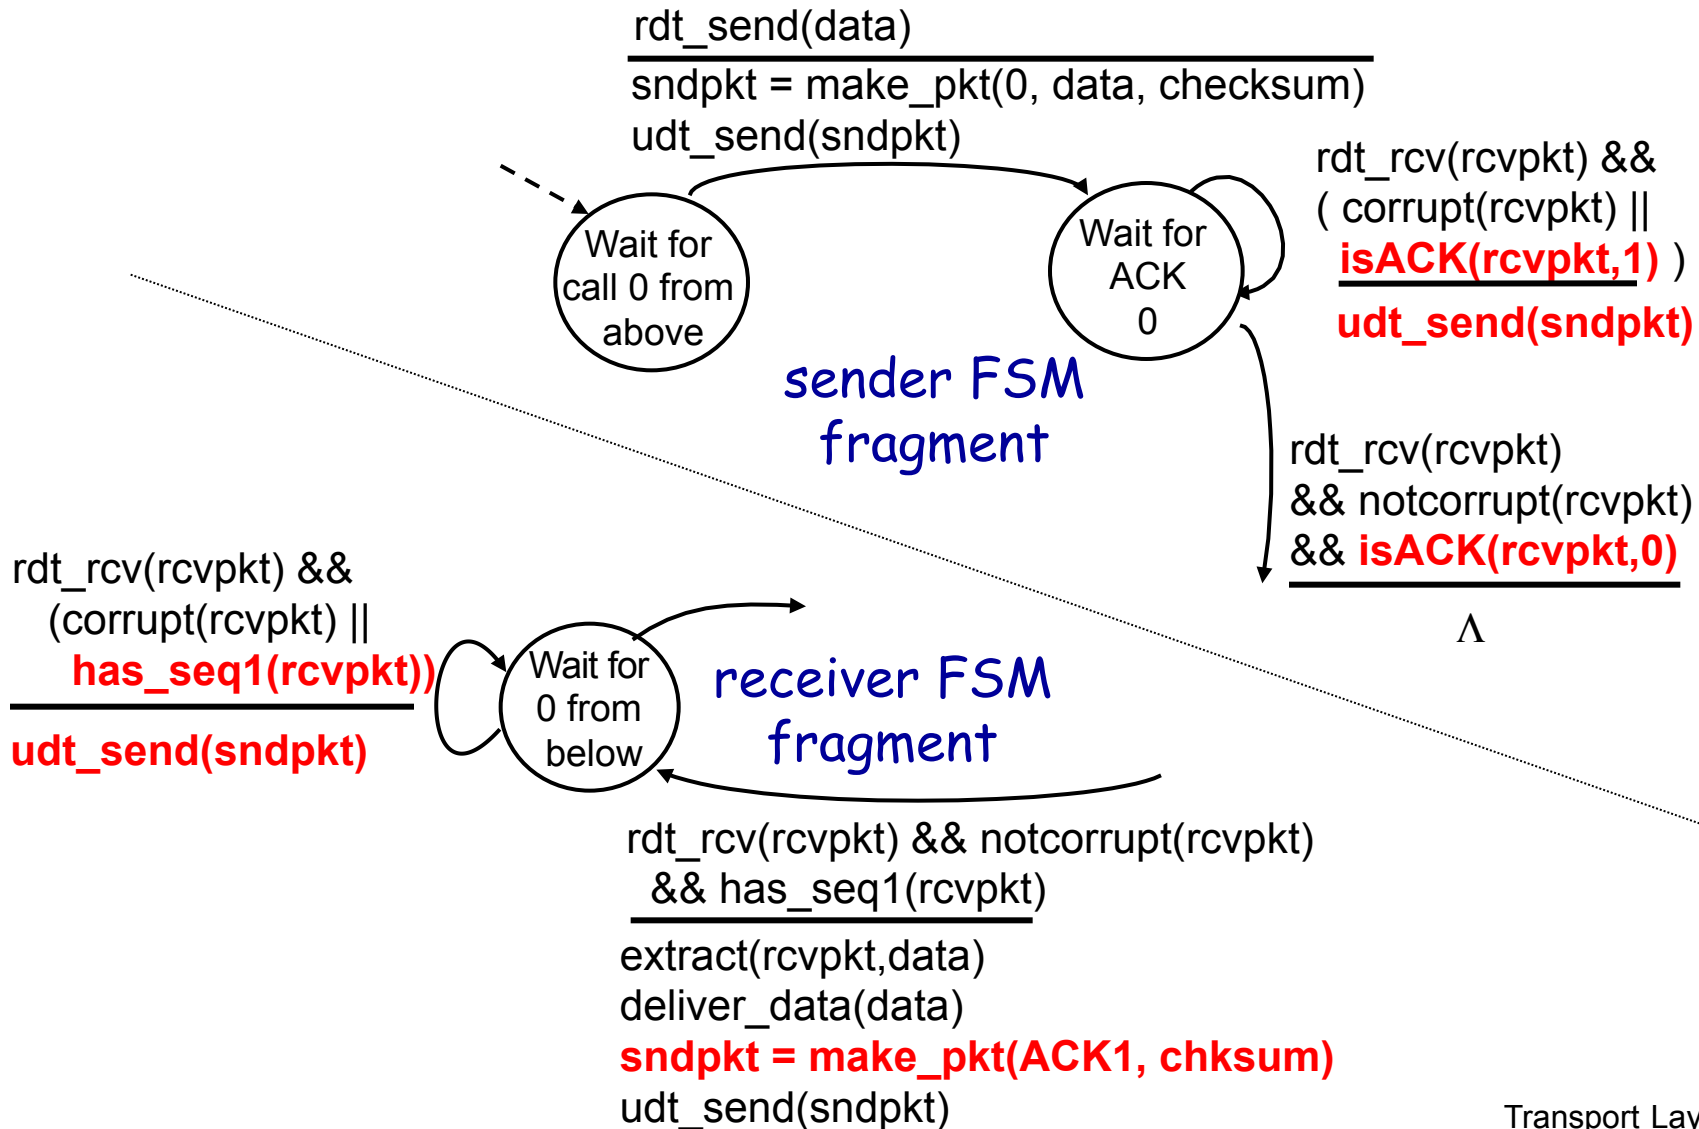 rdt_send(data)
sndpkt = make_pkt(0, data, checksum)
udt_send(sndpkt)
Wait for
call 0 from
above
Wait for
ACK
0
rdt_rcv(rcvpkt) &&
( corrupt(rcvpkt) ||
isACK(rcvpkt,1) )
udt_send(sndpkt)
sender FSM
fragment
rdt_rcv(rcvpkt)
&& notcorrupt(rcvpkt)
&& isACK(rcvpkt,0)
Λ
rdt_rcv(rcvpkt) &&
(corrupt(rcvpkt) ||
has_seq1(rcvpkt))
udt_send(sndpkt)
Wait for
0 from
below
receiver FSM
fragment
rdt_rcv(rcvpkt) && notcorrupt(rcvpkt)
&& has_seq1(rcvpkt)
extract(rcvpkt,data)
deliver_data(data)
sndpkt = make_pkt(ACK1, chksum)
udt_send(sndpkt)
Transport